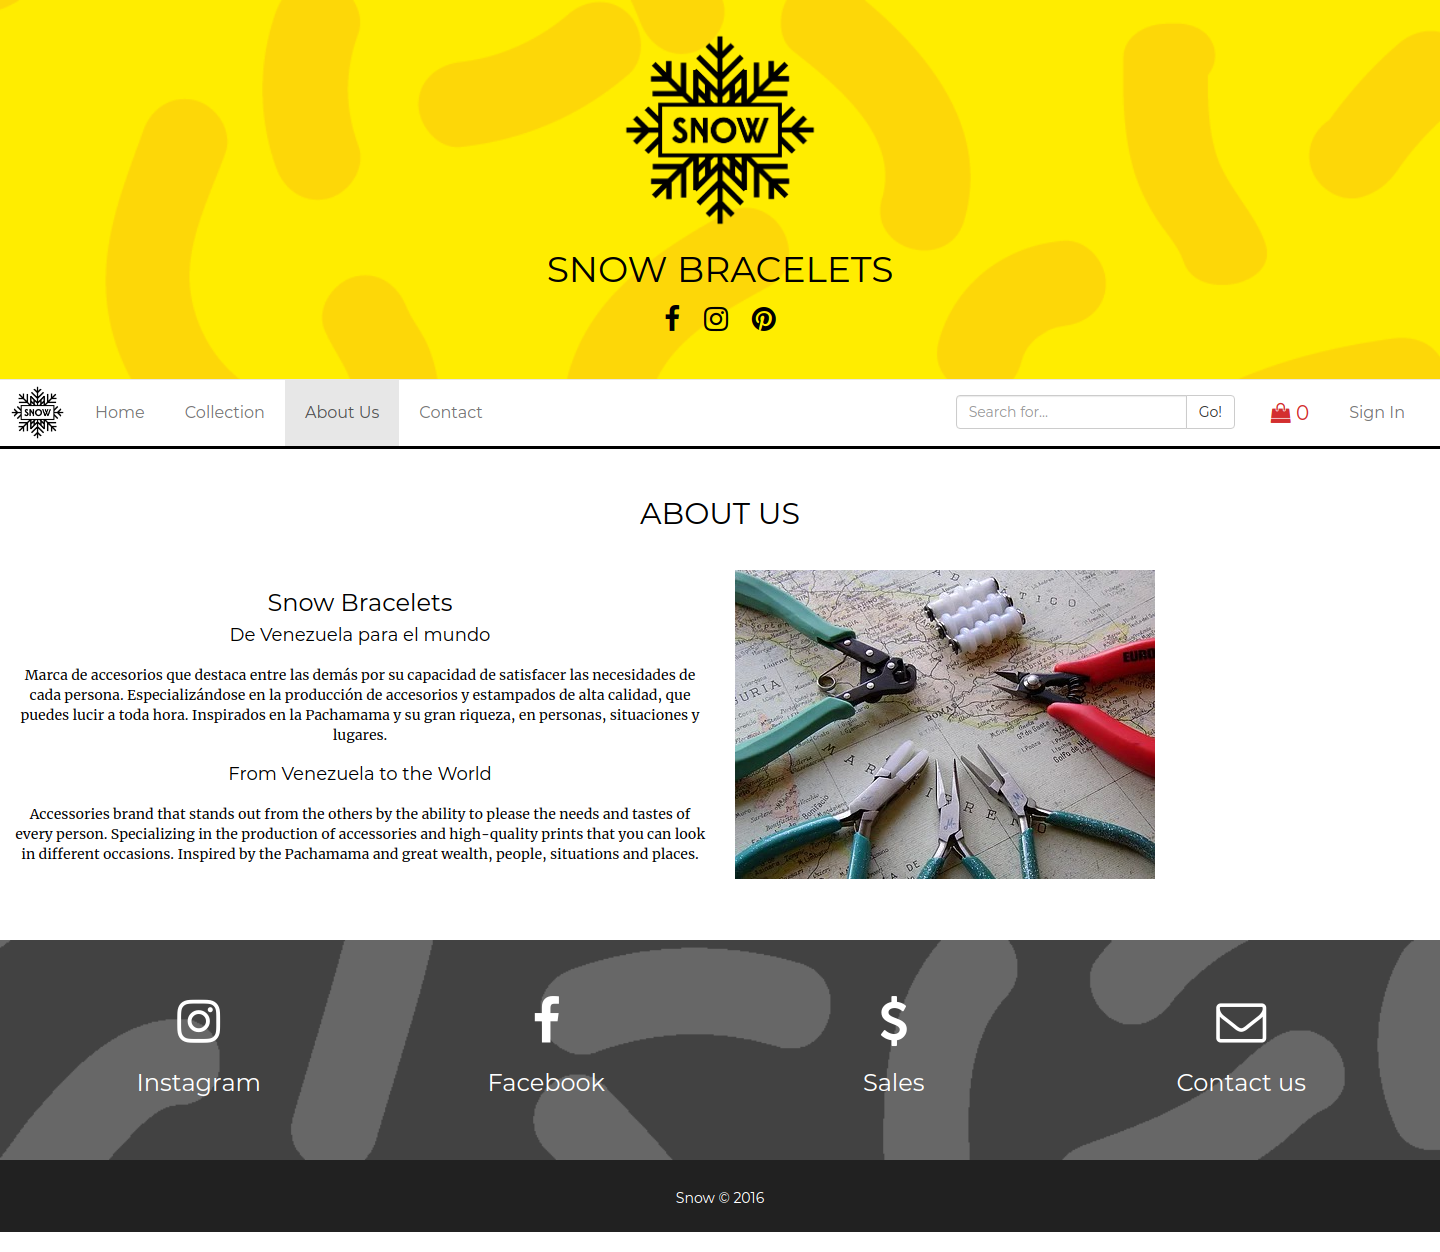 SNOW
SNOW BRACELETS
SNOW
Home
Collection
About Us
Contact
Search for...
Go!
0
Sign In
ABOUT US
Snow Bracelets
De Venezuela para el mundo
Marca de accesorios que destaca entre las demás por su capacidad de satisfacer las necesidades de
cada persona. Especializándose en la producción de accesorios y estampados de alta calidad, que
puedes lucir a toda hora. Inspirados en la Pachamama y su gran riqueza, en personas, situaciones y
lugares.
From Venezuela to the World
Accessories brand that stands out from the others by the ability to please the needs and tastes of
every person. Specializing in the production of accessories and high-quality prints that you can look
in different occasions. Inspired by the Pachamama and great wealth, people, situations and places.
EURO
ROMA
Instagram
Facebook
Sales
Contact us
Snow © 2016